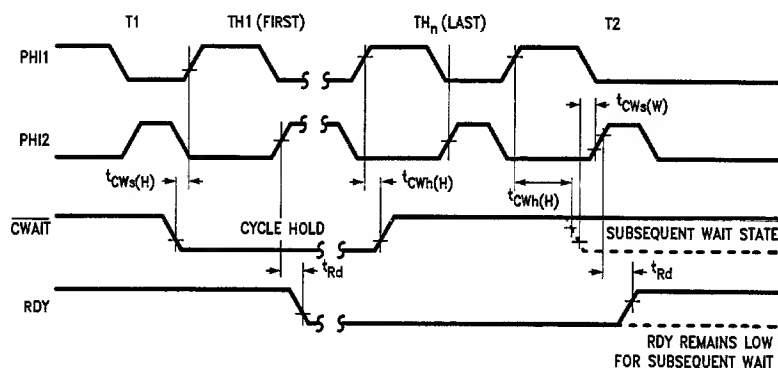 T1 TH1 (FIRST) THn (LAST) T2
PHI1
tCWs(W)
PHI2
tCWs(H) tCWh(H) tCWh(H)
CWAIT CYCLE HOLD SUBSEQUENT WAIT STATE
tRd tRd
RDY
RDY REMAINS LOW
FOR SUBSEQUENT WAIT